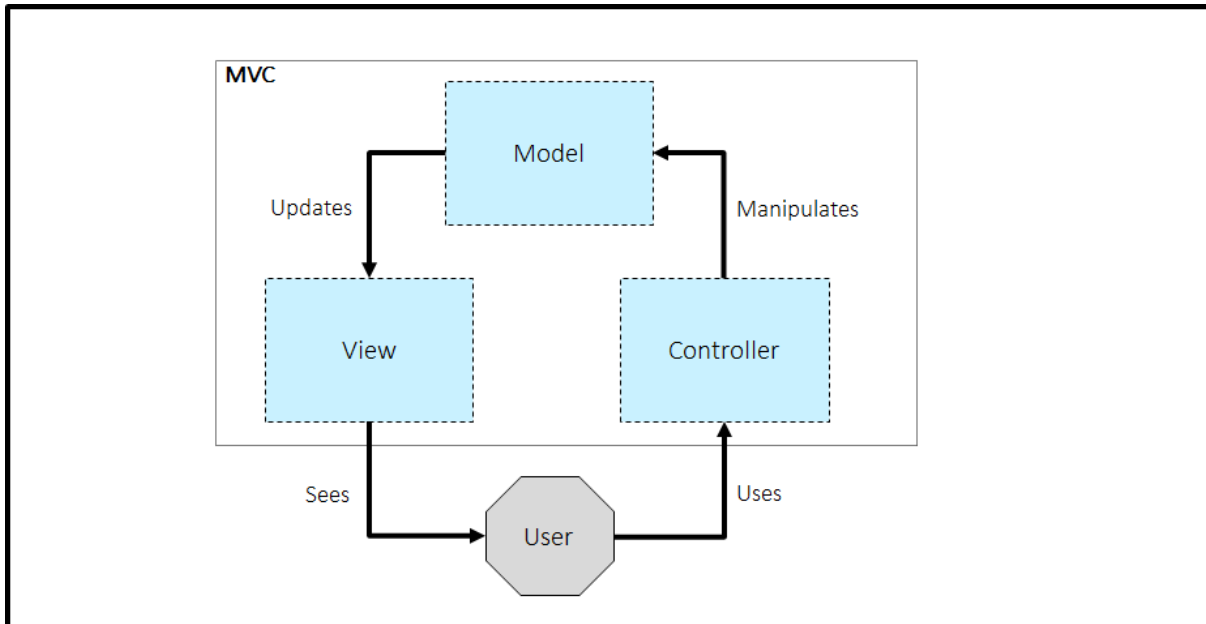 MVC
Model
Updates
Manipulates
View
Controller
Sees
Uses
User